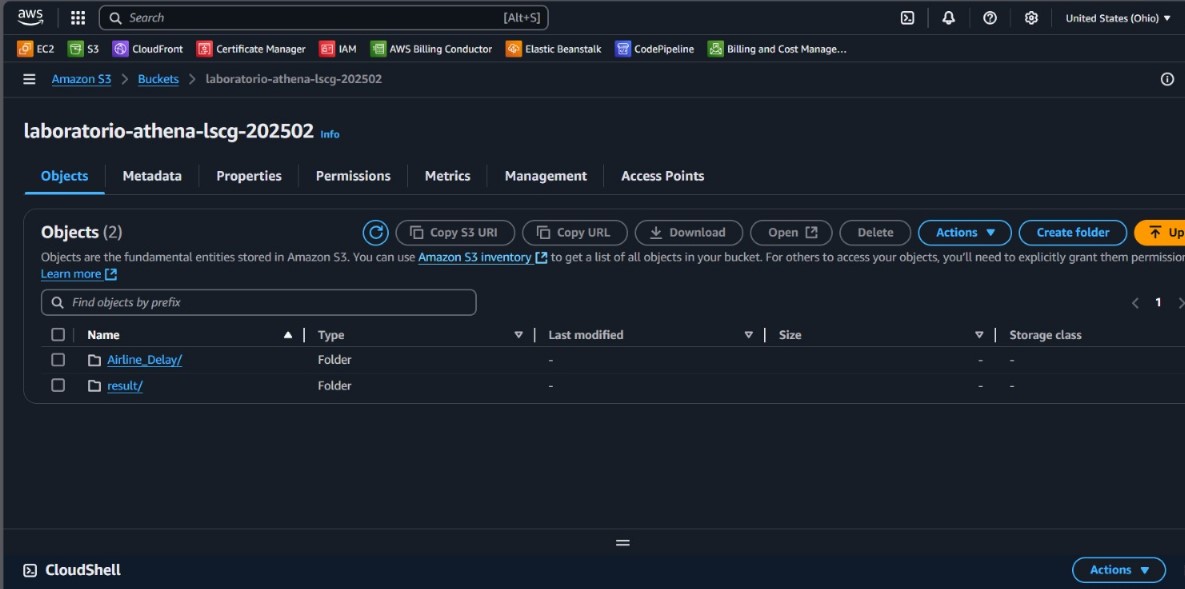 aws Search [Alt+S] United States (Ohio)
EC2 S3 CloudFront Certificate Manager IAM AWS Billing Conductor Elastic Beanstalk CodePipeline Billing and Cost Manage...
Amazon S3 > Buckets > laboratorio-athena-lscg-202502
laboratorio-athena-lscg-202502 Info
Objects Metadata Properties Permissions Metrics Management Access Points
Objects (2) Copy S3 URI Copy URL Download Open Delete Actions Create folder Up
Objects are the fundamental entities stored in Amazon S3. You can use Amazon S3 inventory to get a list of all objects in your bucket. For others to access your objects, you'll need to explicitly grant them permission
Learn more
Find objects by prefix 1
Name Type Last modified Size Storage class
Airline_Delay/ Folder - - -
result/ Folder - - -
CloudShell Actions